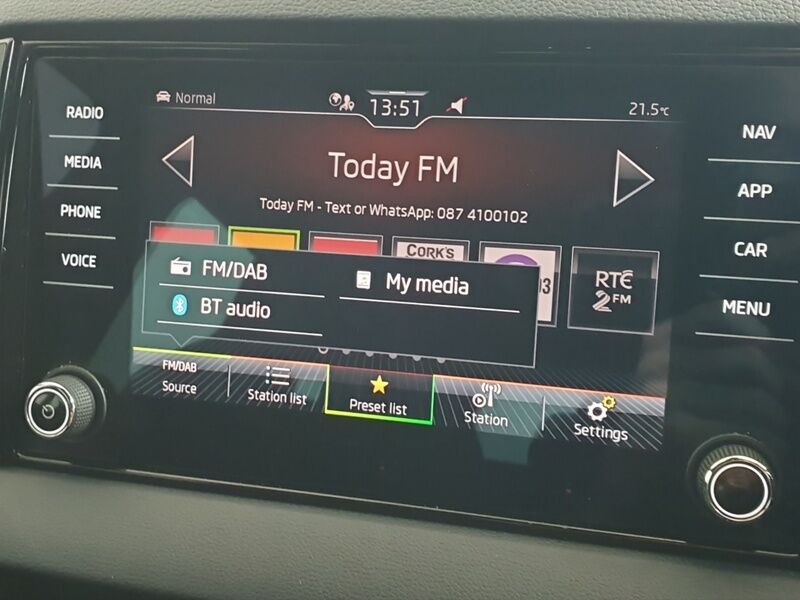 RADIO
MEDIA
PHONE
VOICE
Normal
13:51
21.5°C
Today FM
Today FM - Text or WhatsApp: 087 4100102
CORK'S
RTÉ
2FM
FM/DAB
My media
BT audio
FM/DAB
Source
Station list
Preset list
Station
Settings
NAV
APP
CAR
MENU